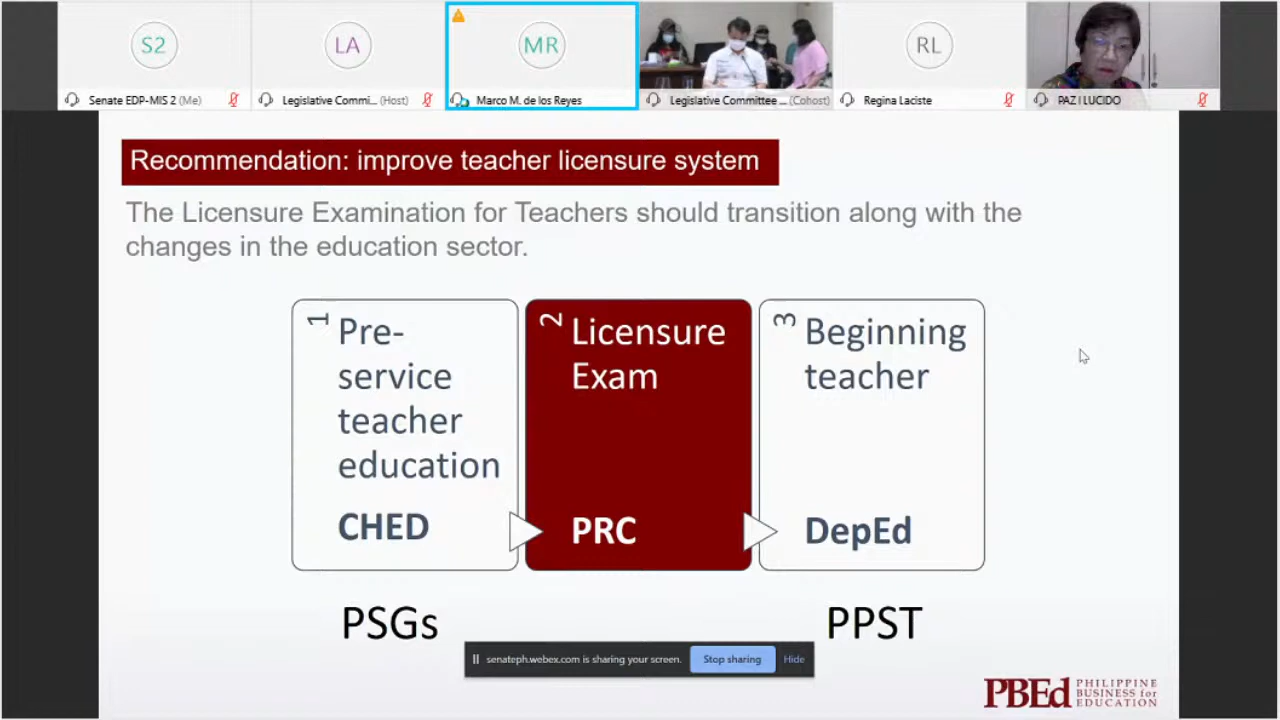 S2
LA
MR
RL
Senate EDP-MIS 2 (Me)
Legislative Commi... (Host)
Marco M. de los Reyes
Legislative Committee ... (Cohost)
Regina Laciste
PAZ I LUCIDO
Recommendation: improve teacher licensure system
The Licensure Examination for Teachers should transition along with the
changes in the education sector.
1
Pre-
service
teacher
education
CHED
2
Licensure
Exam
PRC
3
Beginning
teacher
DepEd
PSGs
PPST
senateph.webex.com is sharing your screen.
Stop sharing
Hide
PBEd
PHILIPPINE
BUSINESS for
EDUCATION